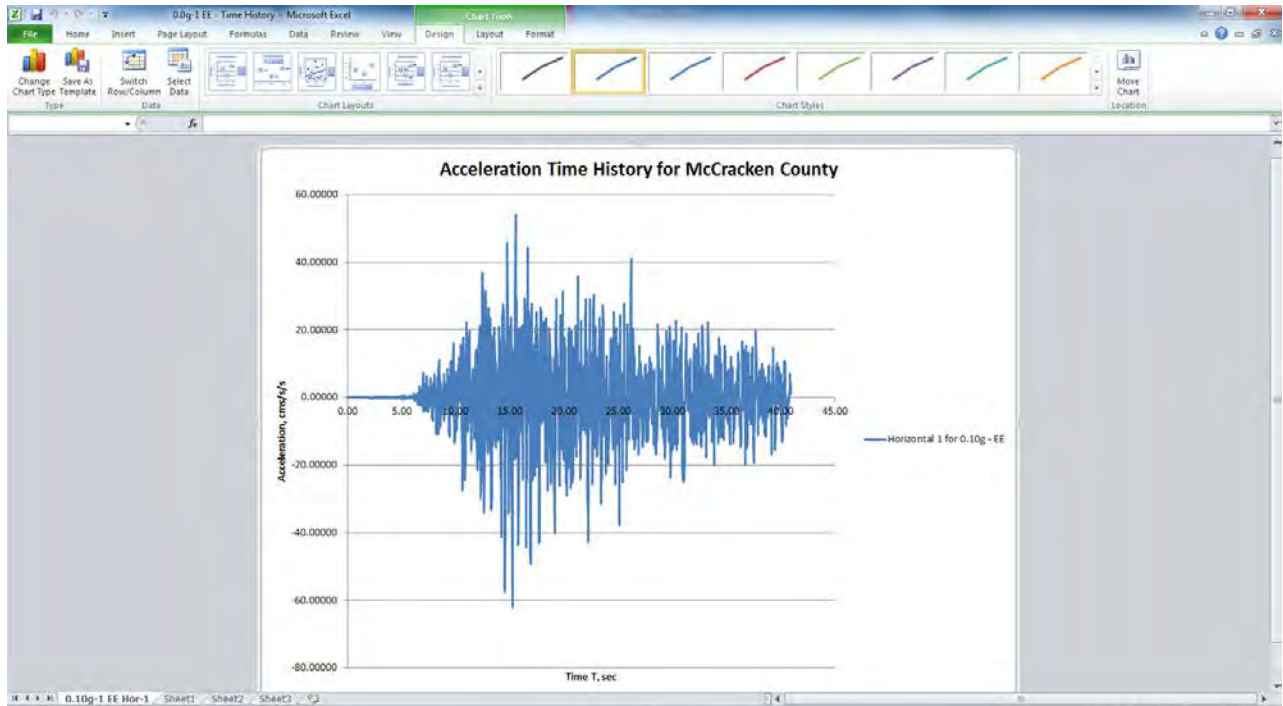 0.0g-1 EE - Time History - Microsoft Excel
Chart Tools
File Home Insert Page Layout Formulas Data Review View Design Layout Format
Change Chart Type
Save As Template
Switch Row/Column
Select Data
Move Chart
Type
Data
Chart Layouts
Chart Styles
Location
fx
Acceleration Time History for McCracken County
60.00000
40.00000
20.00000
0.00000
-20.00000
-40.00000
-60.00000
-80.00000
Acceleration, cms/s/s
0.00 5.00 10.00 15.00 20.00 25.00 30.00 35.00 40.00 45.00
Horizontal 1 for 0.10g - EE
Time T, sec
0.10g-1 EE Hor-1 Sheet1 Sheet2 Sheet3